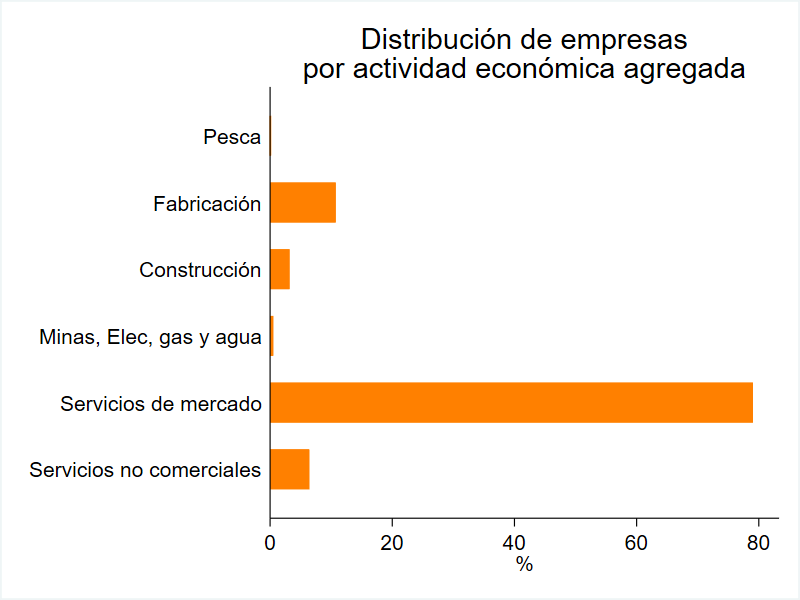 Distribución de empresas
por actividad económica agregada
Pesca
Fabricación
Construcción
Minas, Elec, gas y agua
Servicios de mercado
Servicios no comerciales
0 20 40 60 80
%